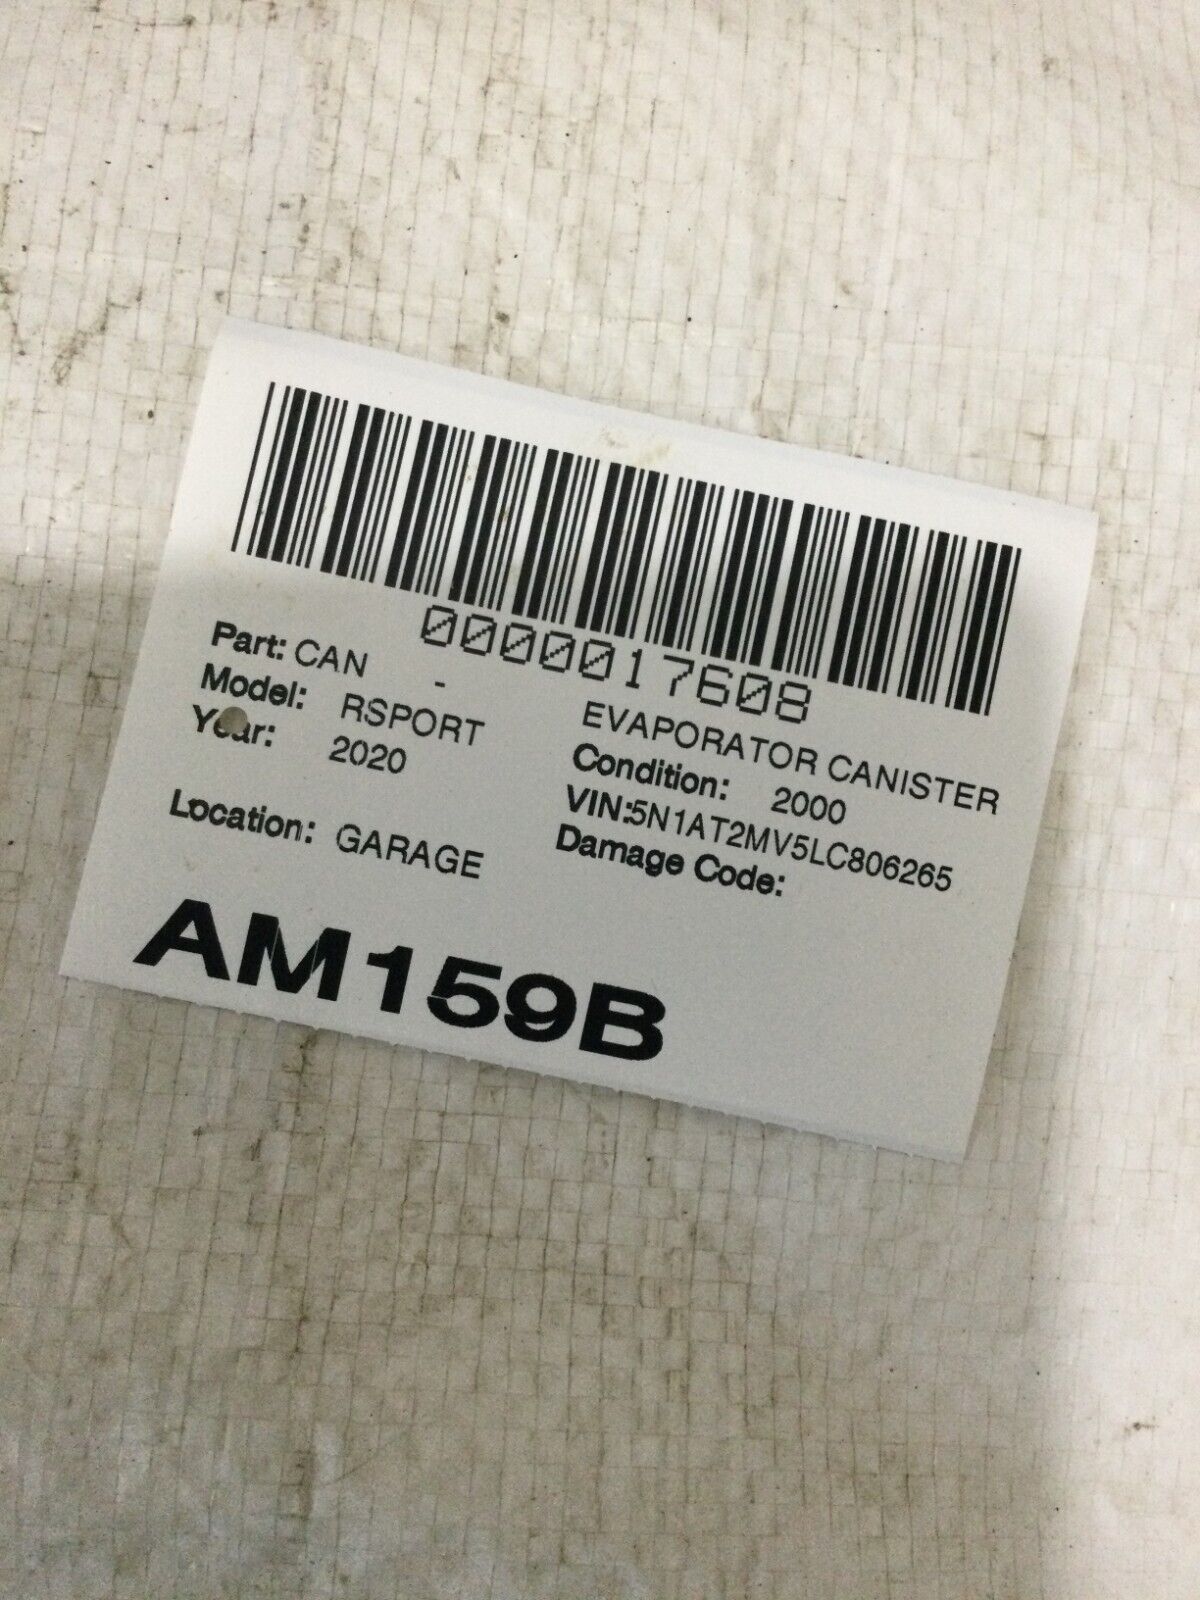 0000017608
Part: CAN -
EVAPORATOR CANISTER
Model: RSPORT
Condition: 2000
Year: 2020
VIN:5N1AT2MV5LC806265
Damage Code:
Location: GARAGE
AM159B